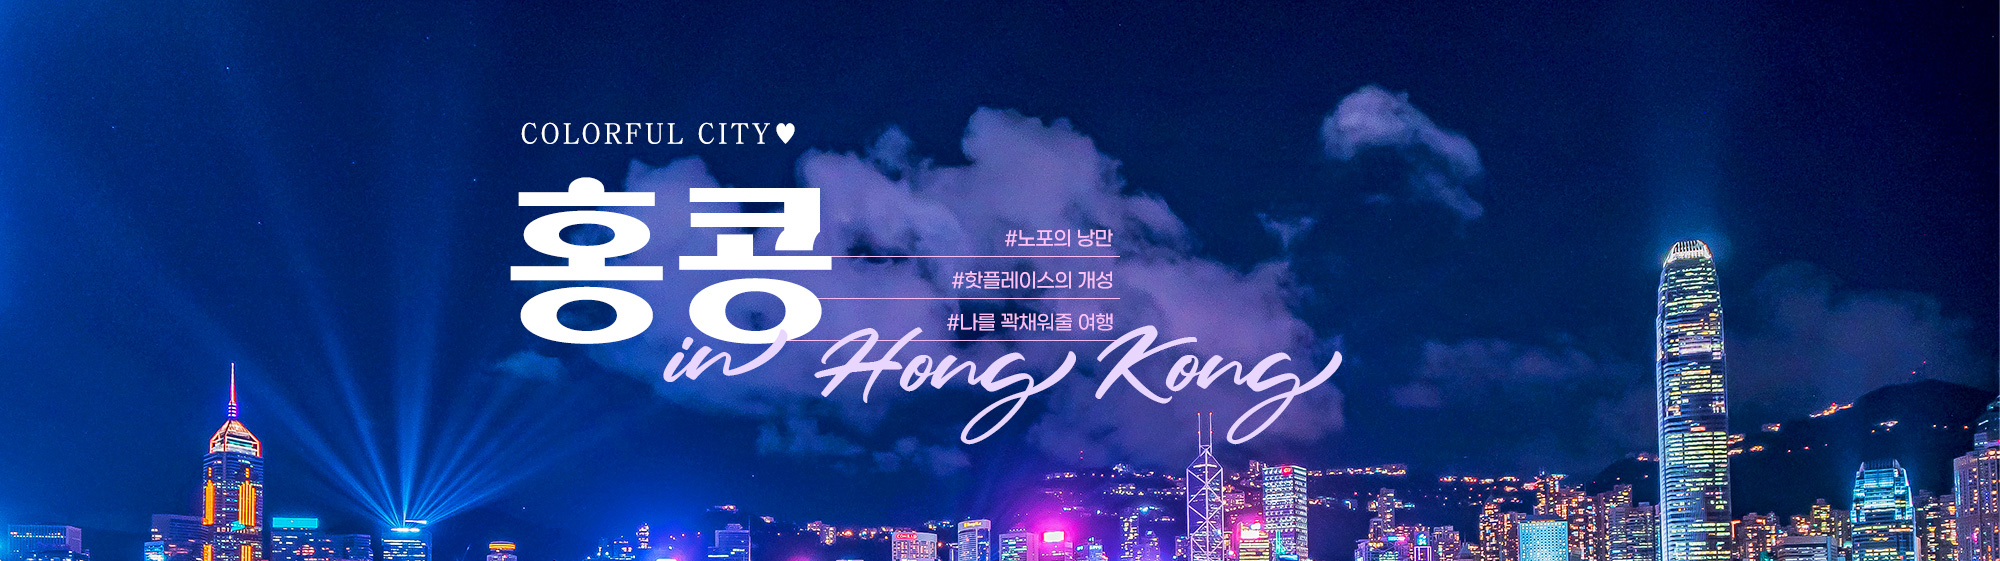 COLORFUL CITY♥
홍콩
#노포의 낭만
#핫플레이스의 개성
#나를 꽉채워줄 여행
in Hong Kong